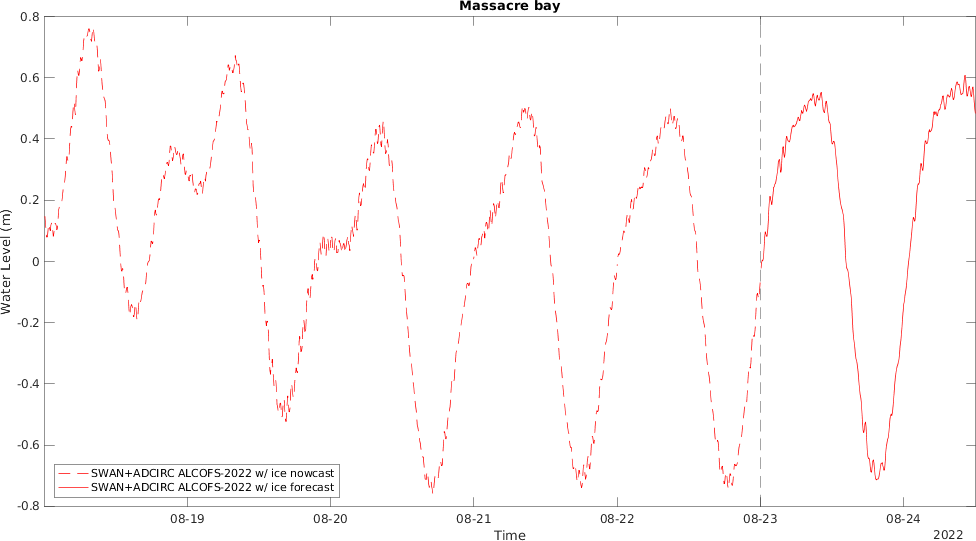 Massacre bay
Water Level (m)
0.8
0.6
0.4
0.2
0
-0.2
-0.4
-0.6
-0.8
SWAN+ADCIRC ALCOFS-2022 w/ ice nowcast
SWAN+ADCIRC ALCOFS-2022 w/ ice forecast
08-19 08-20 08-21 08-22 08-23 08-24
Time
2022